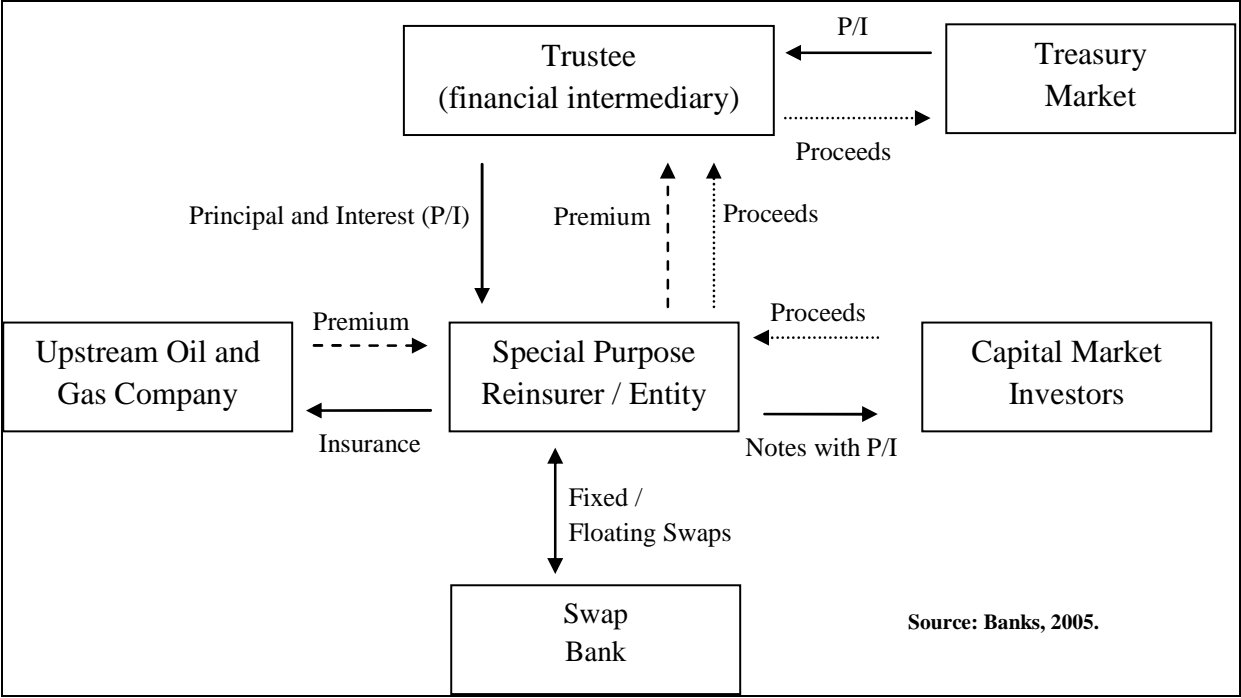 P/I
Trustee
(financial intermediary)
Treasury
Market
Proceeds
Principal and Interest (P/I)
Premium
Proceeds
Premium
Proceeds
Upstream Oil and
Gas Company
Special Purpose
Reinsurer / Entity
Capital Market
Investors
Insurance
Notes with P/I
Fixed /
Floating Swaps
Swap
Bank
Source: Banks, 2005.